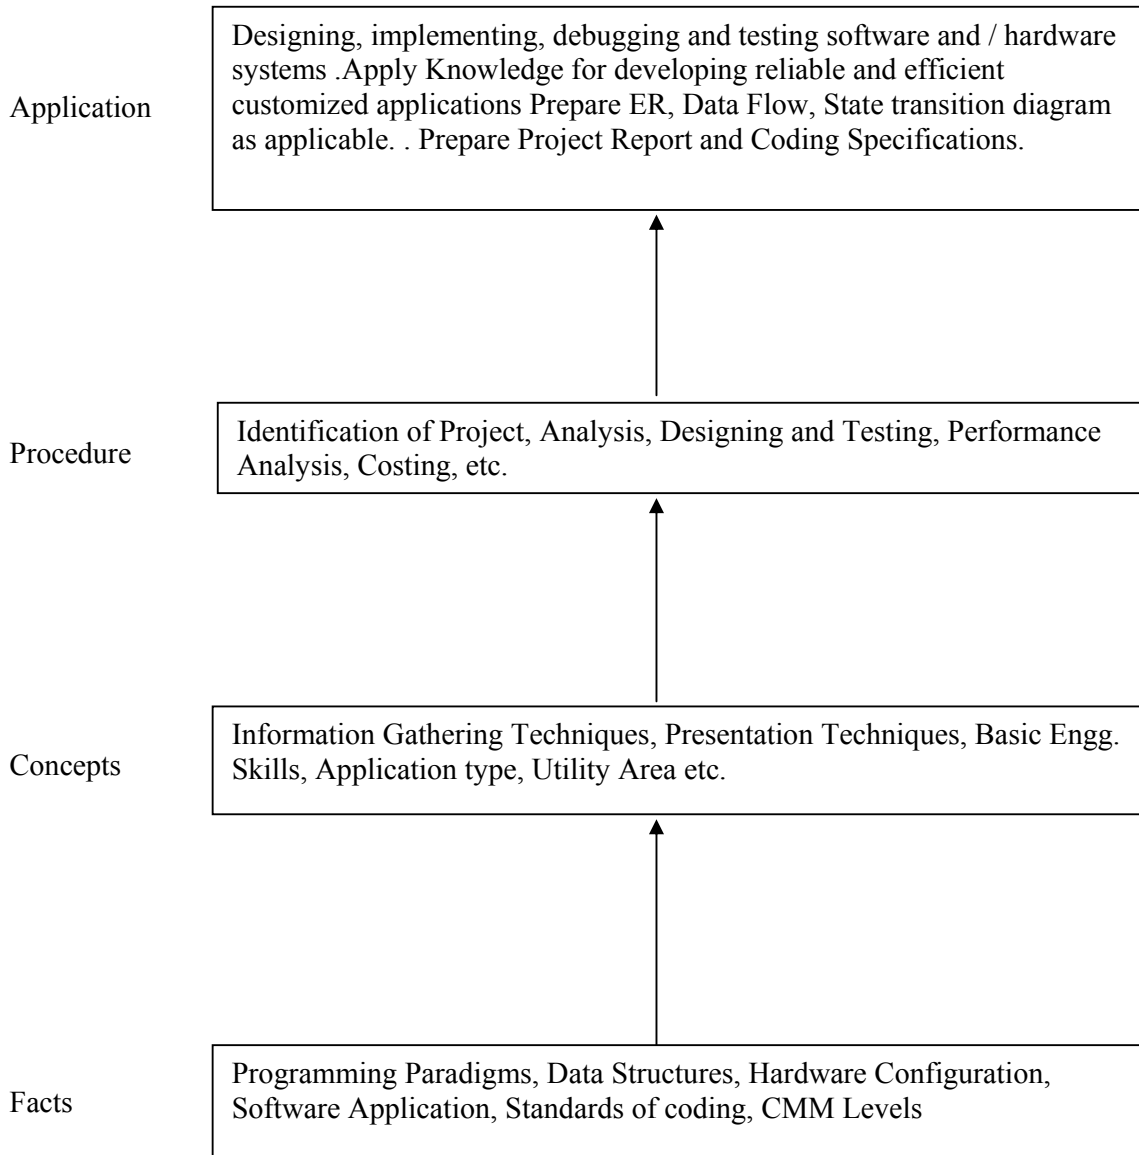 Application
Designing, implementing, debugging and testing software and / hardware
systems .Apply Knowledge for developing reliable and efficient
customized applications Prepare ER, Data Flow, State transition diagram
as applicable. . Prepare Project Report and Coding Specifications.
Procedure
Identification of Project, Analysis, Designing and Testing, Performance
Analysis, Costing, etc.
Concepts
Information Gathering Techniques, Presentation Techniques, Basic Engg.
Skills, Application type, Utility Area etc.
Facts
Programming Paradigms, Data Structures, Hardware Configuration,
Software Application, Standards of coding, CMM Levels